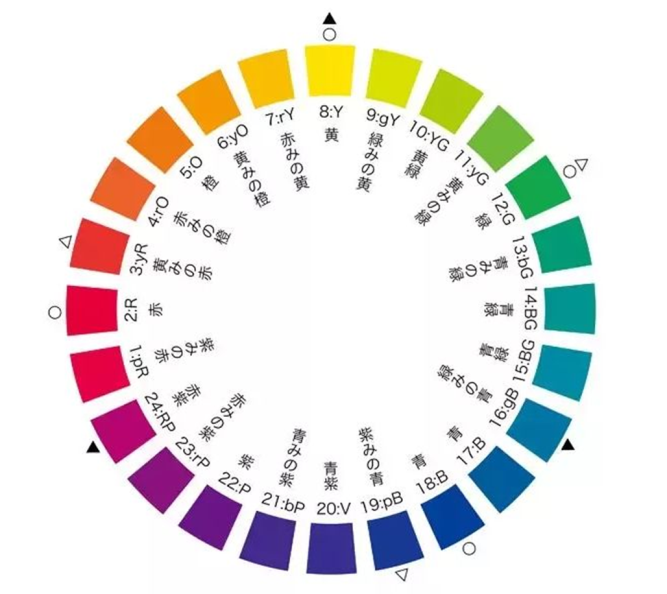 8:Y
黄
9:gY
緑みの黄
10:YG
黄緑
11:yG
黄みの緑
12:G
緑
13:bG
青みの緑
14:BG
青緑
15:BG
青緑
16:gB
緑みの青
17:B
青
18:B
青
19:pB
紫みの青
20:V
青紫
21:bP
青みの紫
22:P
紫
23:rP
赤みの紫
24:RP
赤紫
1:pR
紫みの赤
2:R
赤
3:yR
黄みの赤
4:rO
赤みの橙
5:O
橙
6:yO
黄みの橙
7:rY
赤みの黄